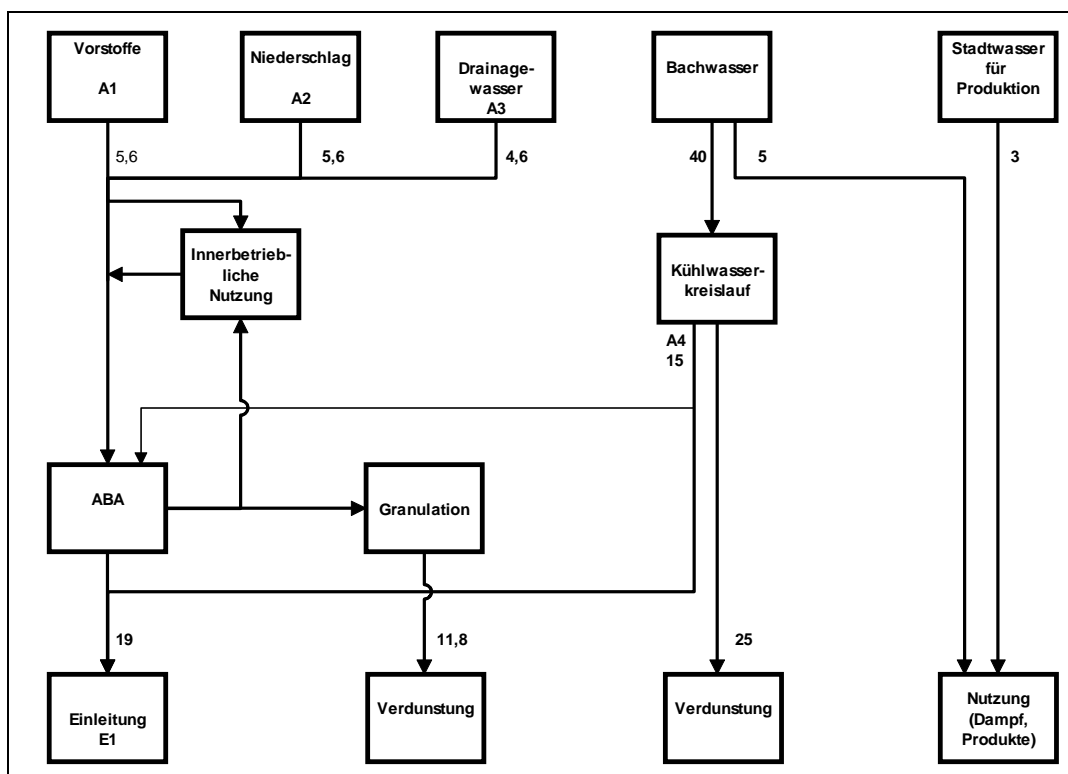 Vorstoffe
A1
Niederschlag
A2
Drainage-
wasser
A3
Bachwasser
Stadtwasser
für
Produktion
5,6
5,6
4,6
40
5
3
Innerbetrieb-
liche
Nutzung
Kühlwasser-
kreislauf
A4
15
ABA
Granulation
19
11,8
25
Einleitung
E1
Verdunstung
Verdunstung
Nutzung
(Dampf,
Produkte)